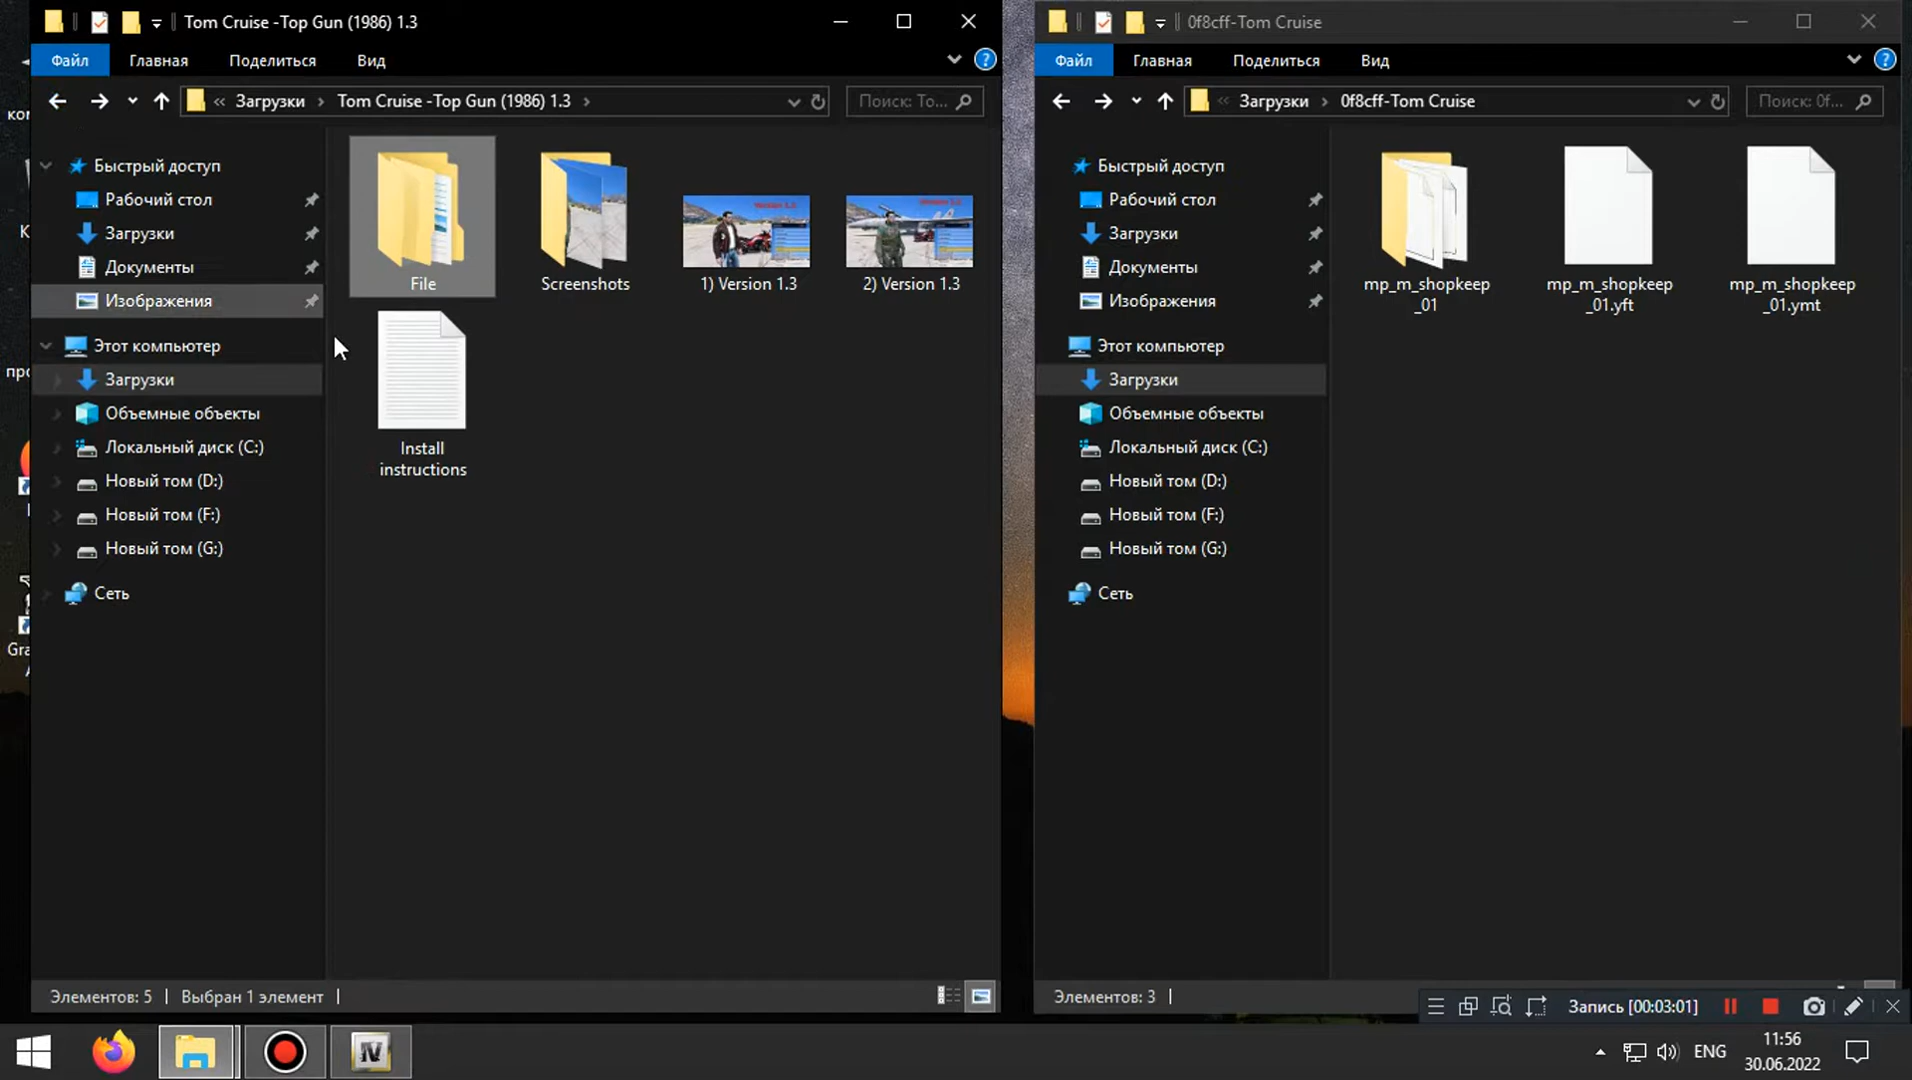 Tom Cruise -Top Gun (1986) 1.3
Файл
Главная
Поделиться
Вид
« Загрузки › Tom Cruise -Top Gun (1986) 1.3 ›
Поиск: To...
Быстрый доступ
Рабочий стол
Загрузки
Документы
Изображения
Этот компьютер
Загрузки
Объемные объекты
Локальный диск (C:)
Новый том (D:)
Новый том (F:)
Новый том (G:)
Сеть
File
Screenshots
1) Version 1.3
2) Version 1.3
Install
instructions
Элементов: 5
Выбран 1 элемент
0f8cff-Tom Cruise
Файл
Главная
Поделиться
Вид
« Загрузки › 0f8cff-Tom Cruise
Поиск: 0f...
Быстрый доступ
Рабочий стол
Загрузки
Документы
Изображения
Этот компьютер
Загрузки
Объемные объекты
Локальный диск (C:)
Новый том (D:)
Новый том (F:)
Новый том (G:)
Сеть
mp_m_shopkeep
_01
mp_m_shopkeep
_01.yft
mp_m_shopkeep
_01.ymt
Элементов: 3
Запись [00:03:01]
IV
ENG
11:56
30.06.2022